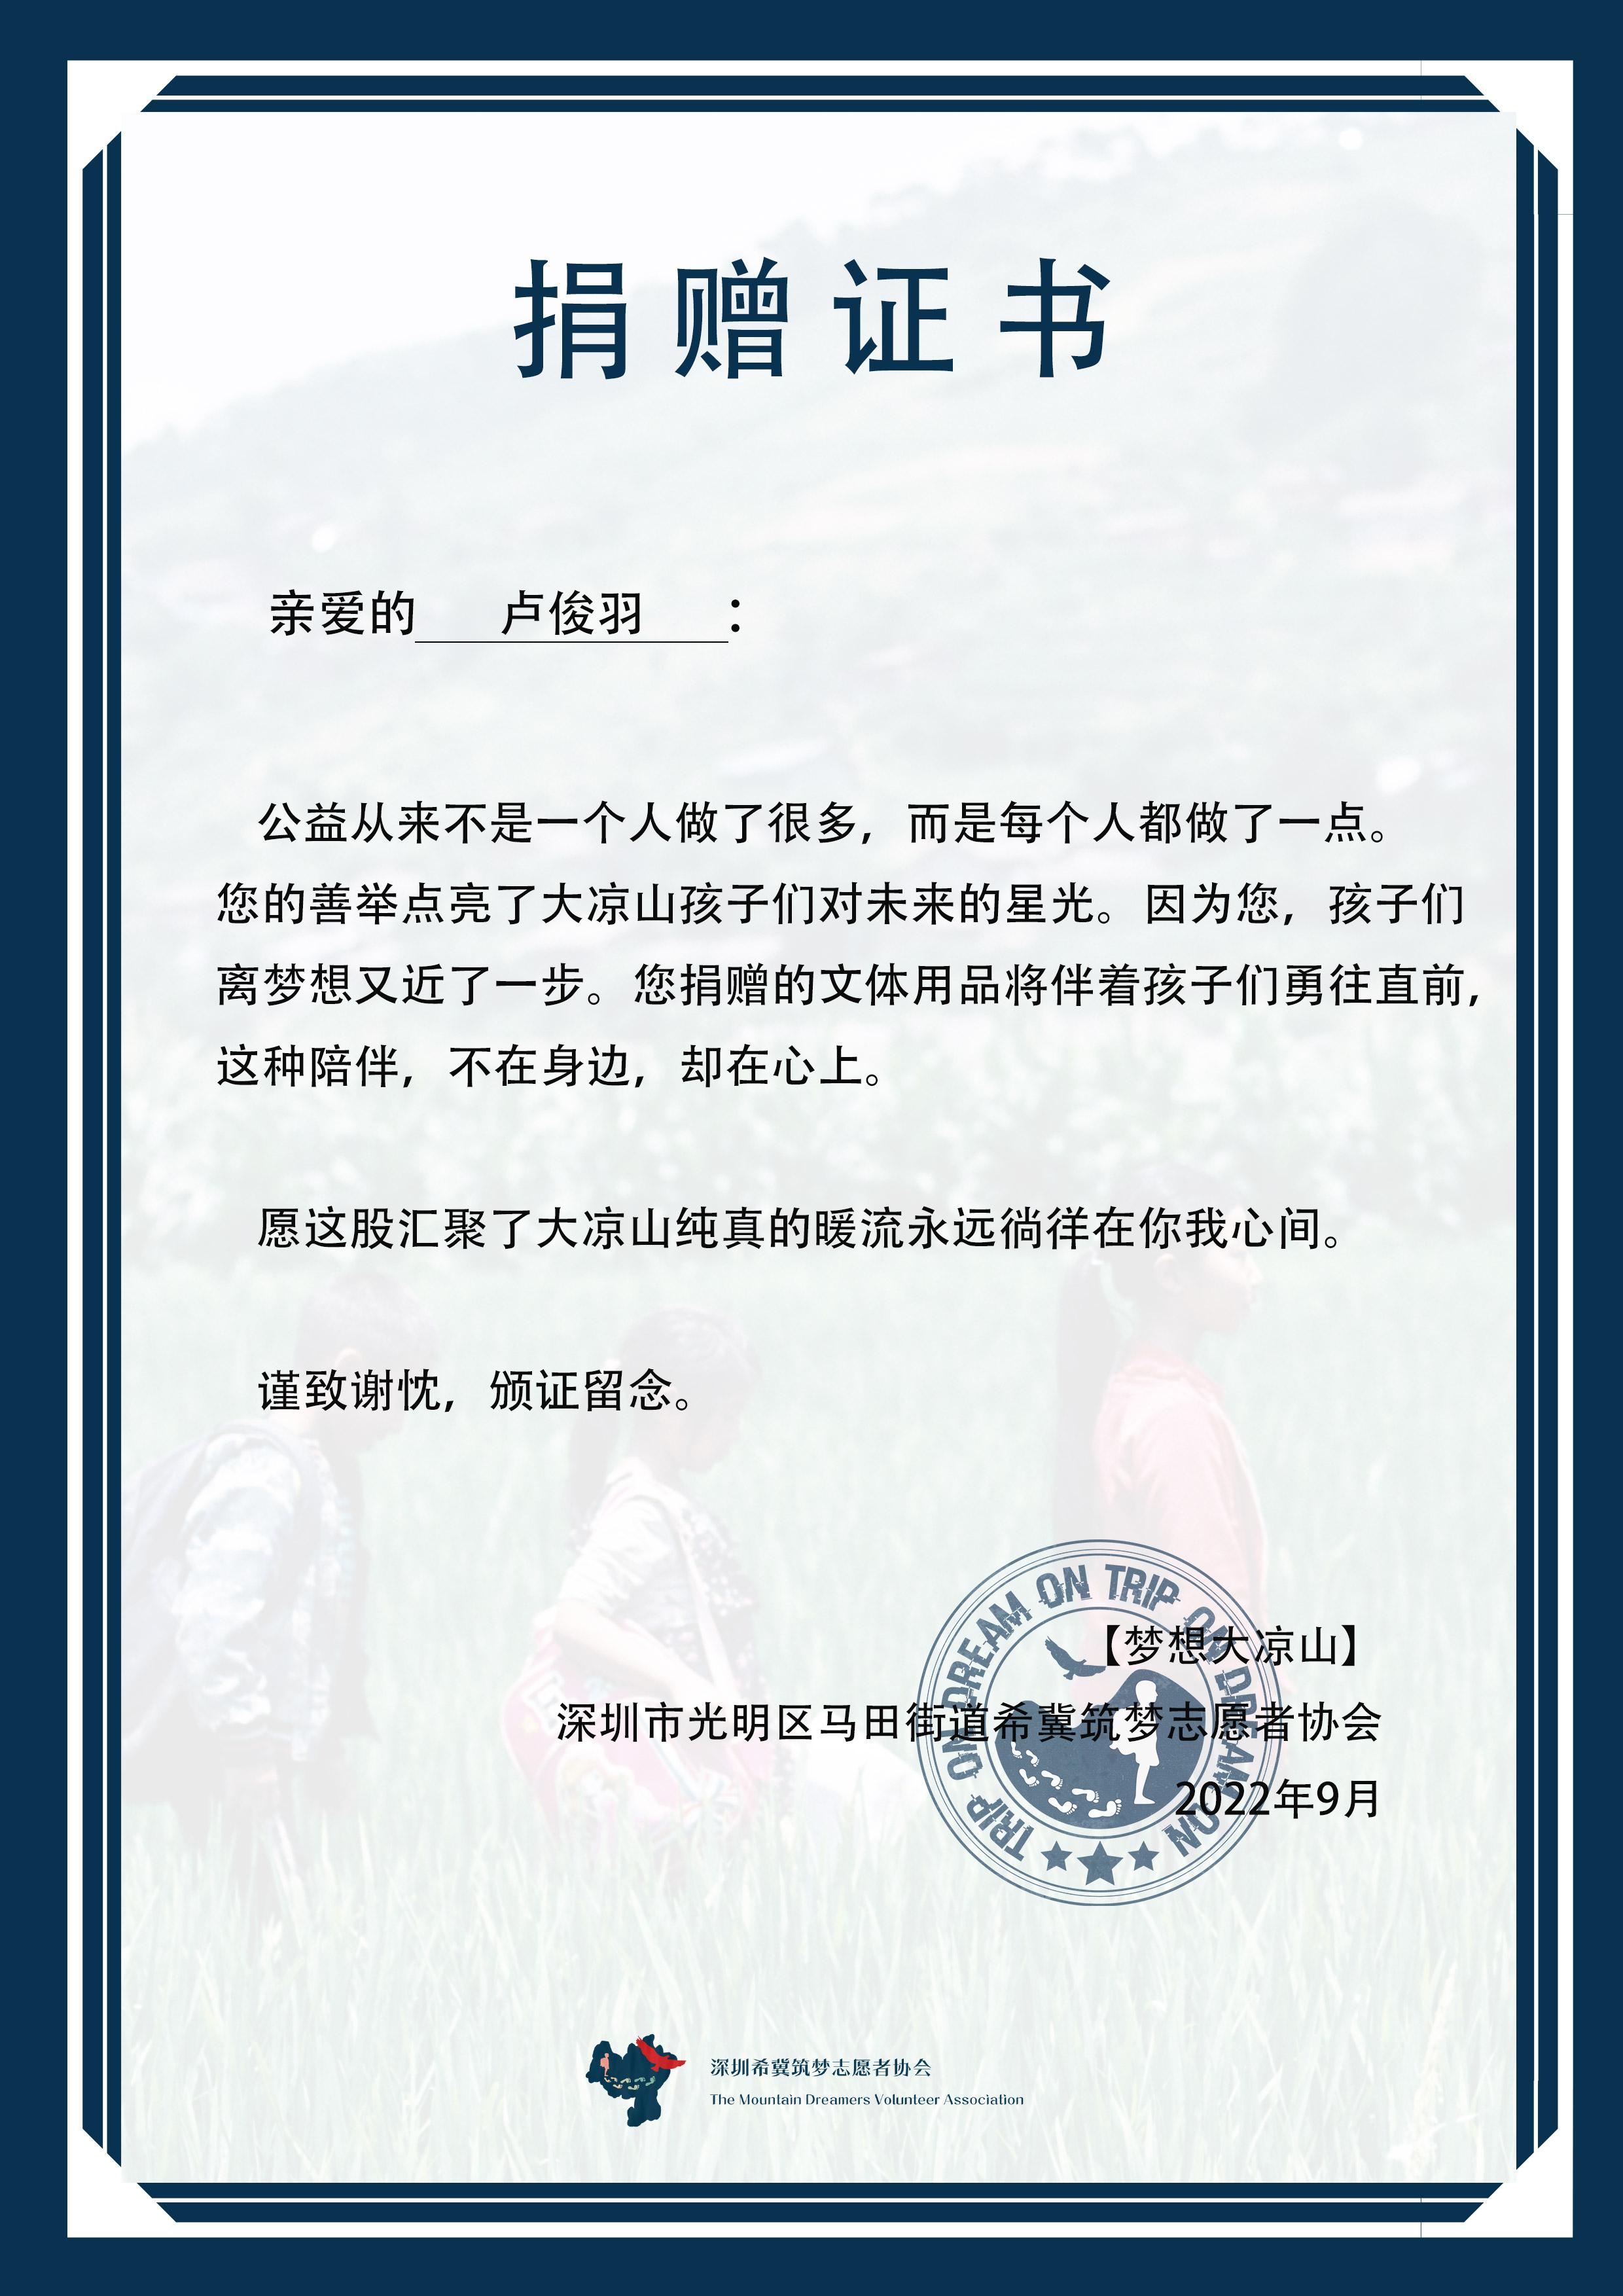 捐赠证书
亲爱的 卢俊羽 ：
公益从来不是一个人做了很多，而是每个人都做了一点。
您的善举点亮了大凉山孩子们对未来的星光。因为您，孩子们
离梦想又近了一步。您捐赠的文体用品将伴着孩子们勇往直前，
这种陪伴，不在身边，却在心上。
愿这股汇聚了大凉山纯真的暖流永远徜徉在你我心间。
谨致谢忱，颁证留念。
【梦想大凉山】
深圳市光明区马田街道希冀筑梦志愿者协会
2022年9月
TRIP ON DREAM ON TRIP ON DREAM ON
深圳希冀筑梦志愿者协会
The Mountain Dreamers Volunteer Association